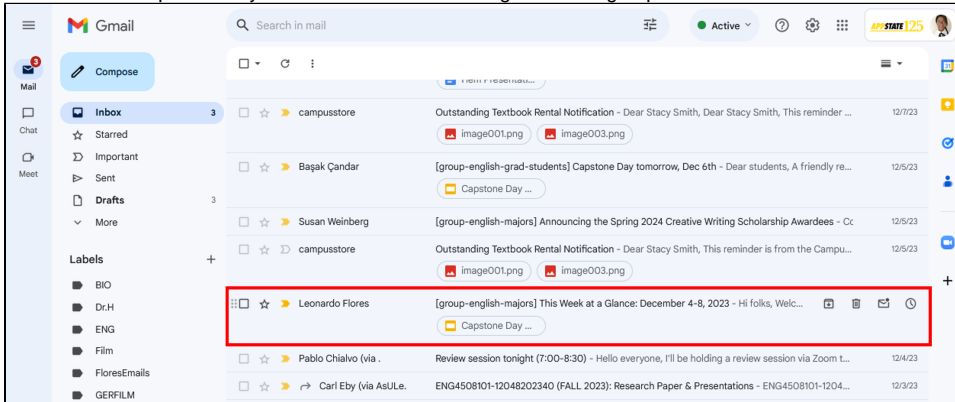 Gmail
Search in mail
Active
APPSTATE 125
3
Mail
Chat
Meet
Compose
Inbox 3
Starred
Important
Sent
Drafts 3
More
Labels +
BIO
Dr.H
ENG
Film
FloresEmails
GERFILM
campusstore Outstanding Textbook Rental Notification - Dear Stacy Smith, Dear Stacy Smith, This reminder ... 12/7/23
image001.png image003.png
Başak Çandar [group-english-grad-students] Capstone Day tomorrow, Dec 6th - Dear students, A friendly re... 12/5/23
Capstone Day ...
Susan Weinberg [group-english-majors] Announcing the Spring 2024 Creative Writing Scholarship Awardees - Cc 12/5/23
campusstore Outstanding Textbook Rental Notification - Dear Stacy Smith, This reminder is from the Campu... 12/5/23
image001.png image003.png
Leonardo Flores [group-english-majors] This Week at a Glance: December 4-8, 2023 - Hi folks, Welc...
Capstone Day ...
Pablo Chialvo (via . Review session tonight (7:00-8:30) - Hello everyone, I'll be holding a review session via Zoom t... 12/4/23
Carl Eby (via AsULe. ENG4508101-12048202340 (FALL 2023): Research Paper & Presentations - ENG4508101-1204... 12/3/23
31